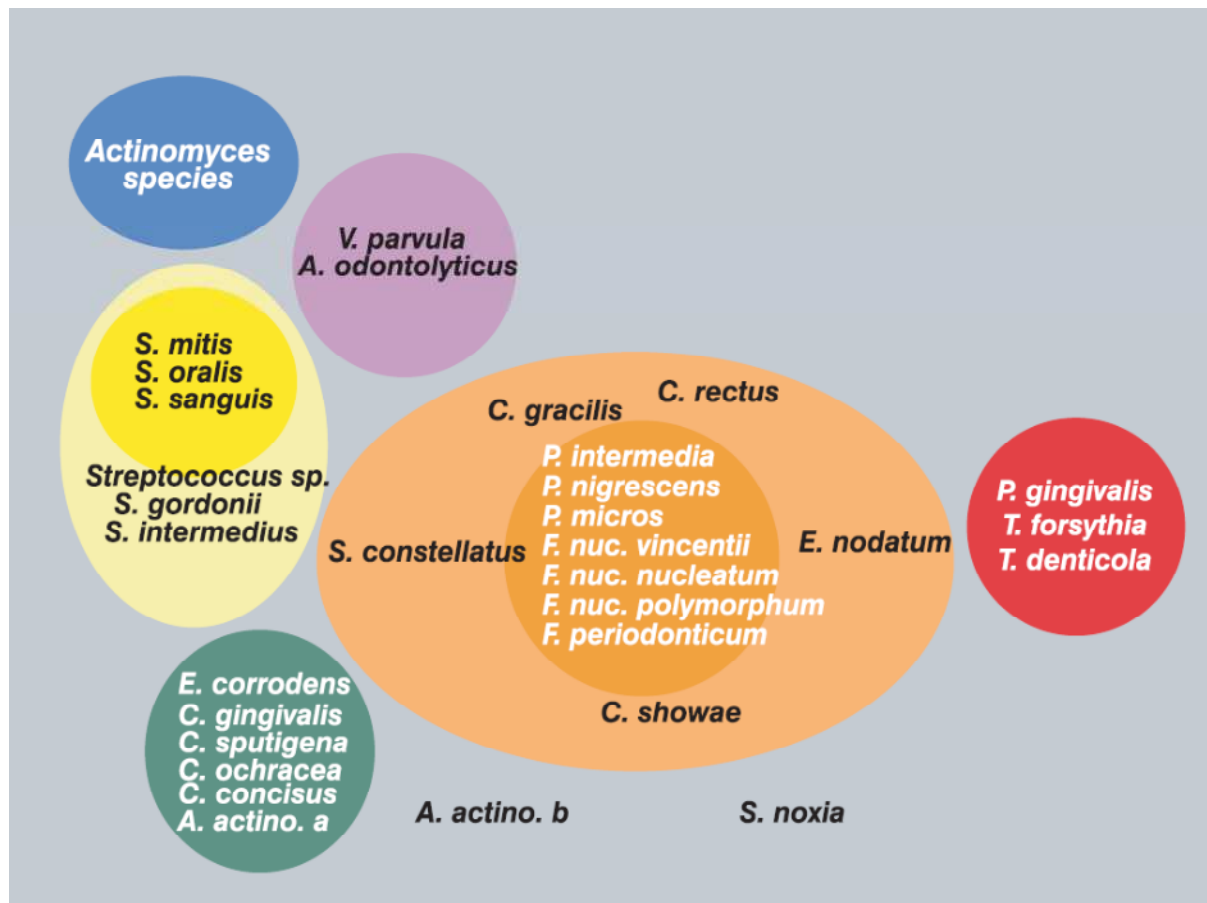 Actinomyces
species
V. parvula
A. odontolyticus
S. mitis
S. oralis
S. sanguis
Streptococcus sp.
S. gordonii
S. intermedius
C. gracilis
C. rectus
P. intermedia
P. nigrescens
P. micros
F. nuc. vincentii
F. nuc. nucleatum
F. nuc. polymorphum
F. periodonticum
S. constellatus
E. nodatum
C. showae
P. gingivalis
T. forsythia
T. denticola
E. corrodens
C. gingivalis
C. sputigena
C. ochracea
C. concisus
A. actino. a
A. actino. b
S. noxia